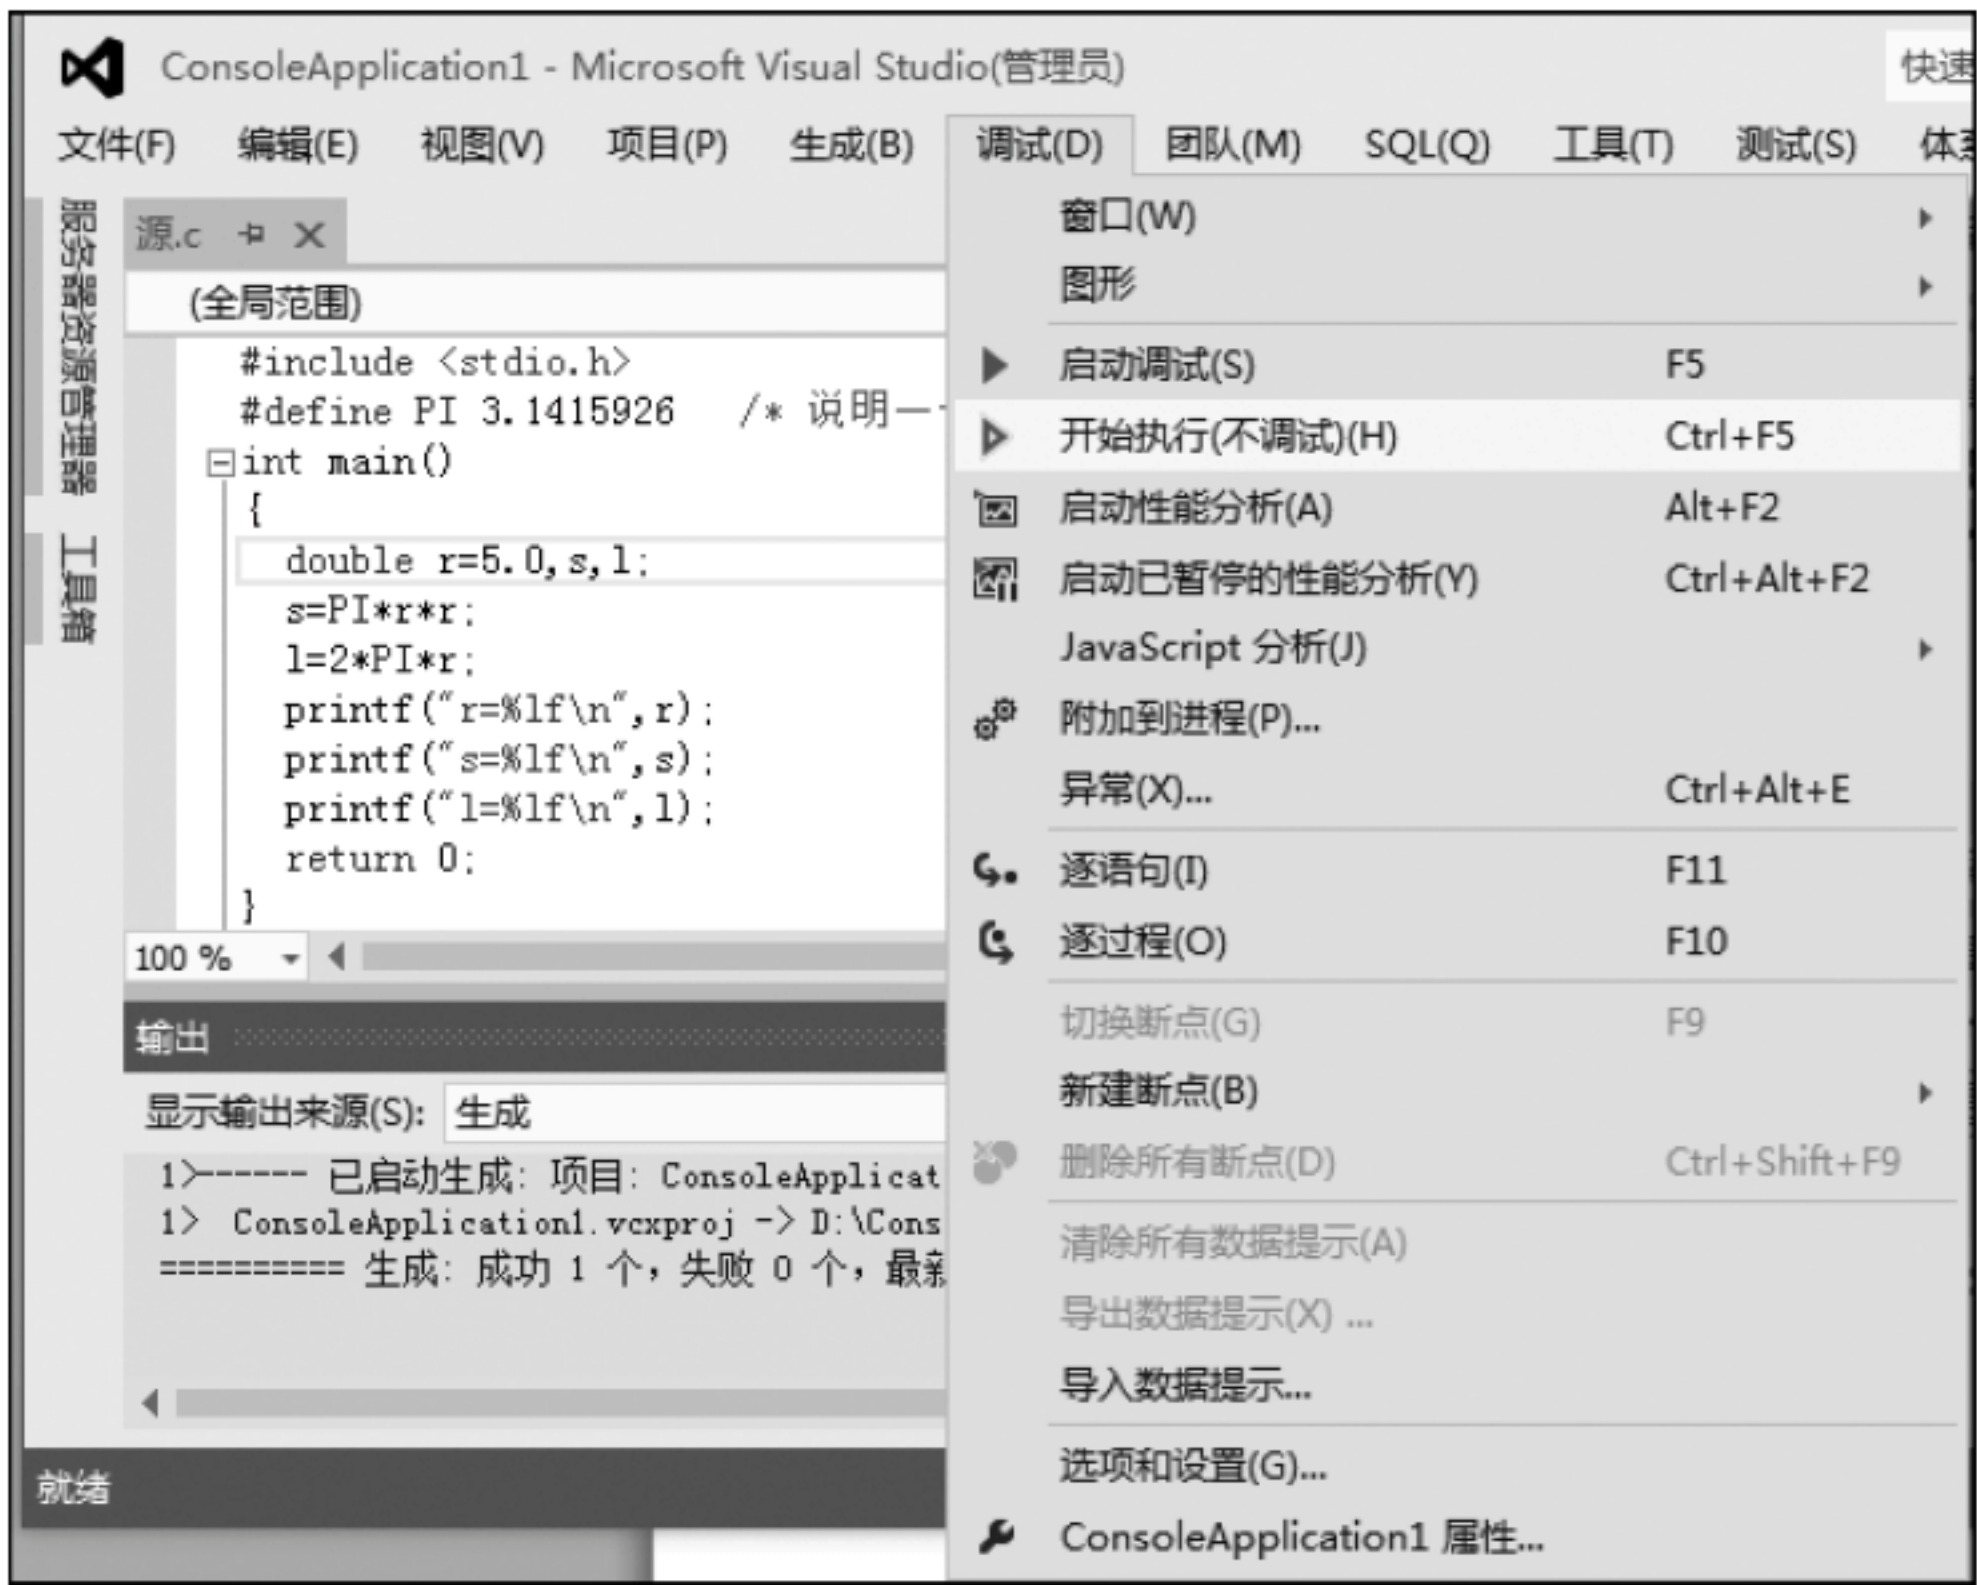 ConsoleApplication1 - Microsoft Visual Studio(管理员)
快速
文件(F) 编辑(E) 视图(V) 项目(P) 生成(B) 调试(D) 团队(M) SQL(Q) 工具(T) 测试(S) 体系
服务器资源管理器
工具箱
源.c
(全局范围)
#include <stdio.h>
#define PI 3.1415926 /* 说明一
int main()
{
double r=5.0,s,l;
s=PI*r*r;
l=2*PI*r;
printf("r=%lf\n",r);
printf("s=%lf\n",s);
printf("l=%lf\n",l);
return 0;
}
100 %
输出
显示输出来源(S): 生成
1>------ 已启动生成: 项目: ConsoleApplicat
1> ConsoleApplication1.vcxproj -> D:\Cons
========== 生成: 成功 1 个，失败 0 个，最新
就绪
窗口(W)
图形
启动调试(S) F5
开始执行(不调试)(H) Ctrl+F5
启动性能分析(A) Alt+F2
启动已暂停的性能分析(Y) Ctrl+Alt+F2
JavaScript 分析(J)
附加到进程(P)...
异常(X)... Ctrl+Alt+E
逐语句(I) F11
逐过程(O) F10
切换断点(G) F9
新建断点(B)
删除所有断点(D) Ctrl+Shift+F9
清除所有数据提示(A)
导出数据提示(X) ...
导入数据提示...
选项和设置(G)...
ConsoleApplication1 属性...